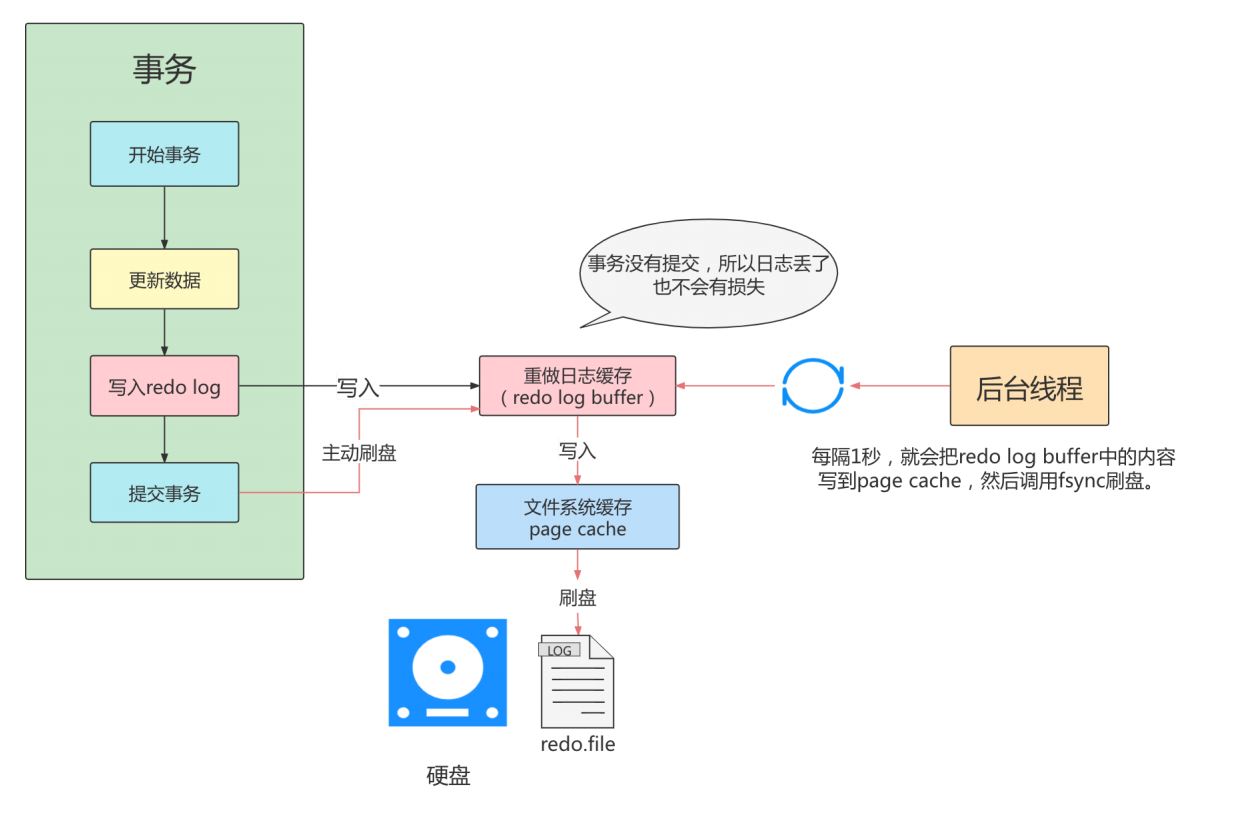 事务
开始事务
更新数据
写入redo log
提交事务
写入
主动刷盘
事务没有提交，所以日志丢了
也不会有损失
重做日志缓存
（redo log buffer）
写入
文件系统缓存
page cache
刷盘
LOG
redo.file
硬盘
后台线程
每隔1秒，就会把redo log buffer中的内容
写到page cache，然后调用fsync刷盘。